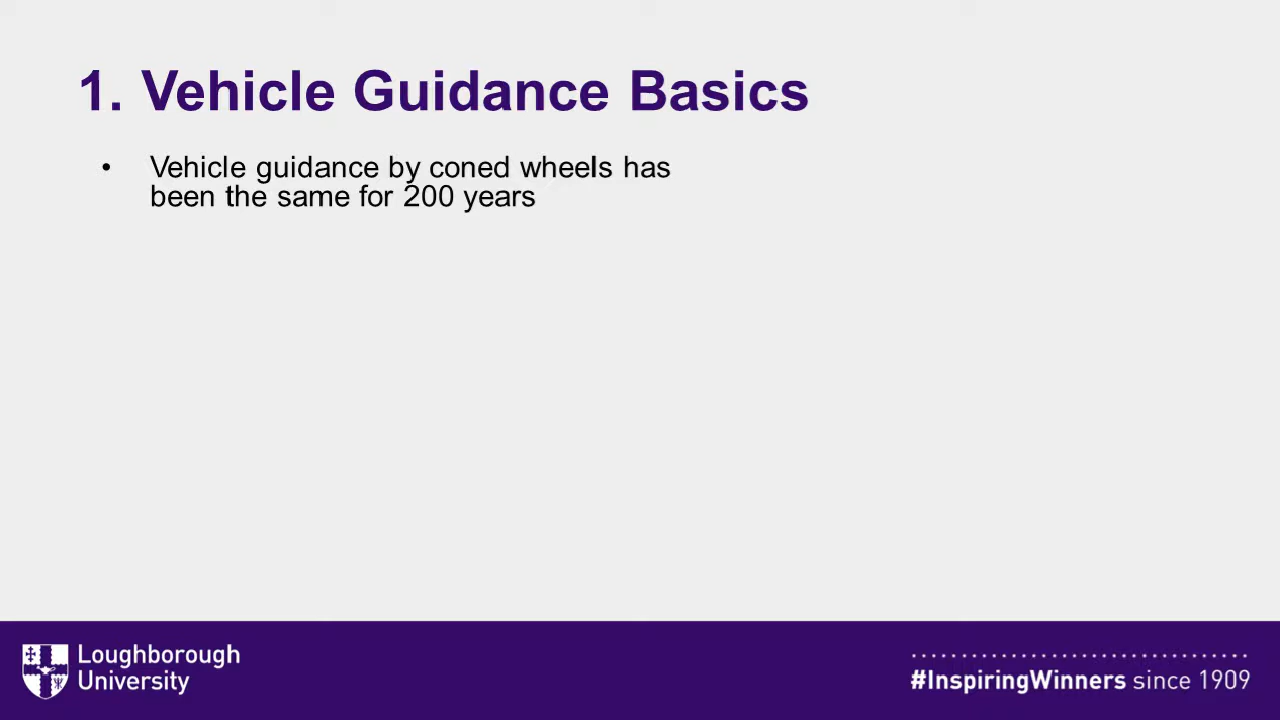 1. Vehicle Guidance Basics
• Vehicle guidance by coned wheels has
been the same for 200 years
Loughborough
University
#InspiringWinners since 1909